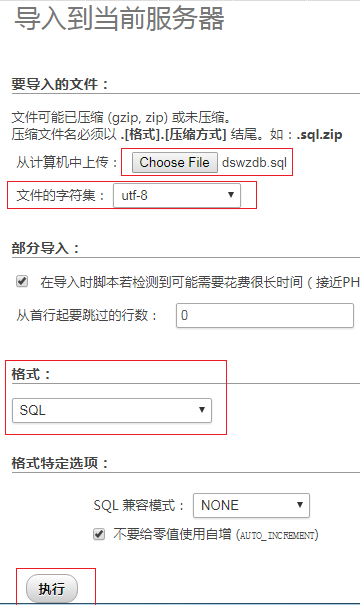 导入到当前服务器
要导入的文件：
文件可能已压缩 (gzip, zip) 或未压缩。
压缩文件名必须以 .[格式].[压缩方式] 结尾。如：.sql.zip
从计算机中上传： Choose File dswzdb.sql
文件的字符集： utf-8
部分导入：
在导入时脚本若检测到可能需要花费很长时间（接近PH
从首行起要跳过的行数： 0
格式：
SQL
格式特定选项：
SQL 兼容模式： NONE
不要给零值使用自增 (AUTO_INCREMENT)
执行